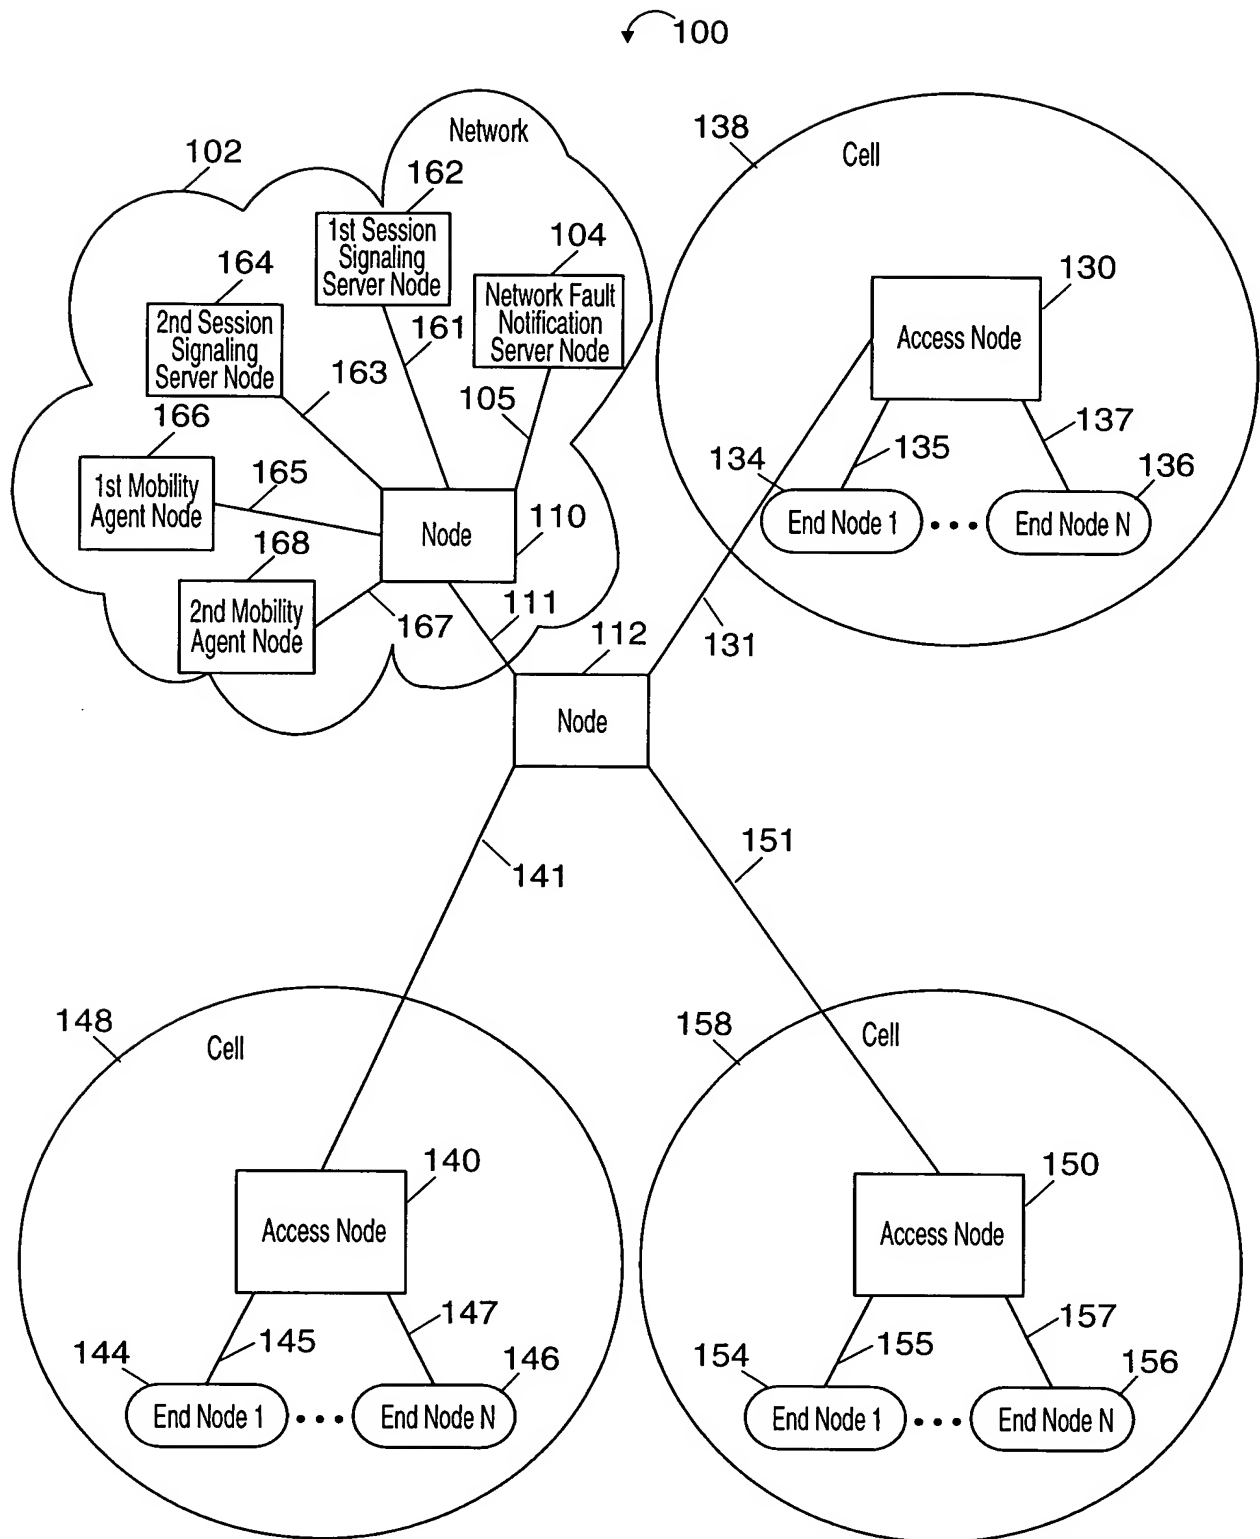 100
Network
102
162
1st Session
Signaling
Server Node
104
Network Fault
Notification
Server Node
164
2nd Session
Signaling
Server Node
161
163
105
166
1st Mobility
Agent Node
165
Node
110
168
2nd Mobility
Agent Node
167
111
112
Node
138
Cell
130
Access Node
135
137
134
End Node 1
136
End Node N
131
141
151
148
Cell
140
Access Node
145
147
144
End Node 1
146
End Node N
158
Cell
150
Access Node
155
157
154
End Node 1
156
End Node N